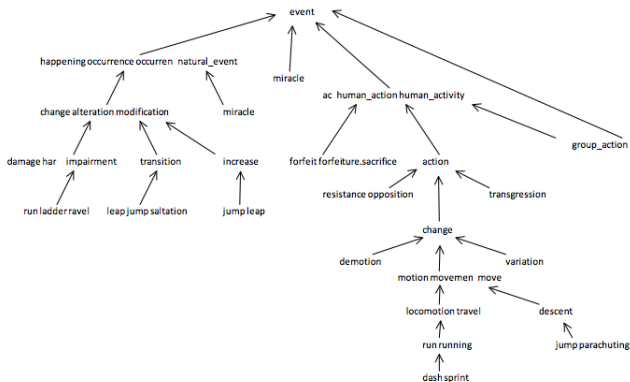 event
happening occurrence occurren natural_event
miracle
ac human_action human_activity
change alteration modification
miracle
group_action
damage har impairment
transition
increase
forfeit forfeiture.sacrifice
action
resistance opposition
transgression
run ladder ravel
leap jump saltation
jump leap
change
demotion
variation
motion movemen move
locomotion travel
descent
run running
jump parachuting
dash sprint